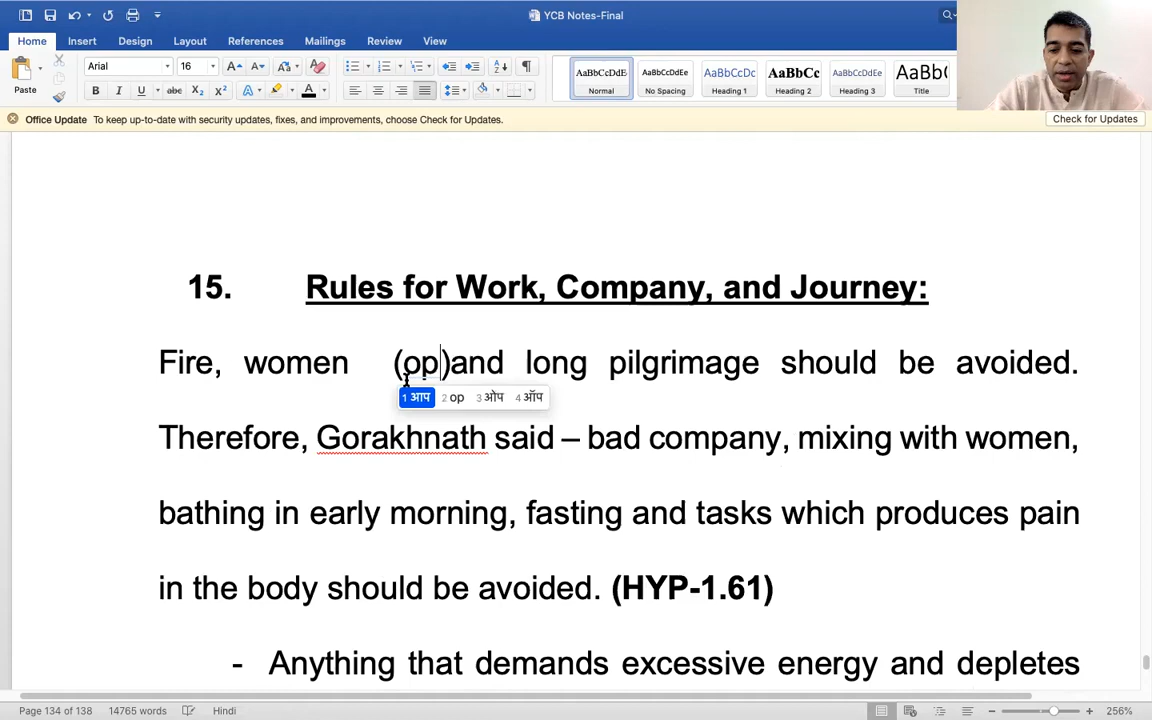 YCB Notes-Final
Home Insert Design Layout References Mailings Review View
Paste
Arial 16
AaBbCcDdE AaBbCcDdEe AaBbCcDc AaBbCc AaBbCcDdE AaBb(
Normal No Spacing Heading 1 Heading 2 Heading 3 Title
Office Update To keep up-to-date with security updates, fixes, and improvements, choose Check for Updates. Check for Updates
15. Rules for Work, Company, and Journey:
Fire, women (op)and long pilgrimage should be avoided.
1 आप 2 op 3 ओप 4 ऑप
Therefore, Gorakhnath said – bad company, mixing with women,
bathing in early morning, fasting and tasks which produces pain
in the body should be avoided. (HYP-1.61)
- Anything that demands excessive energy and depletes
Page 134 of 138 14765 words Hindi 256%